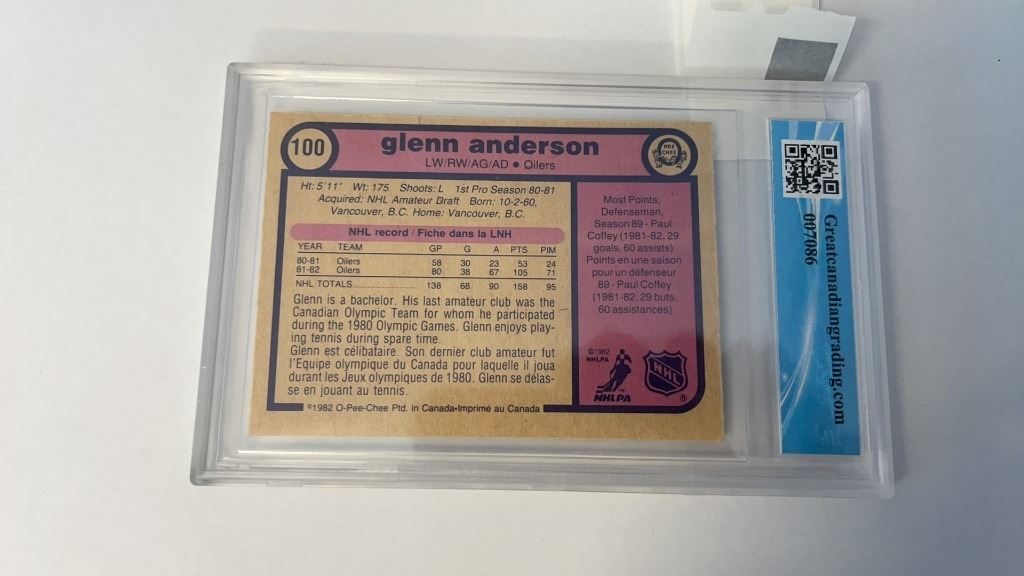 100
glenn anderson
LW/RW/AG/AD • Oilers
O PEE CHEE
Ht: 5'11" Wt: 175 Shoots: L 1st Pro Season 80-81
Acquired: NHL Amateur Draft Born: 10-2-60,
Vancouver, B.C. Home: Vancouver, B.C.
NHL record / Fiche dans la LNH
YEAR TEAM GP G A PTS PIM
80-81 Oilers 58 30 23 53 24
81-82 Oilers 80 38 67 105 71
NHL TOTALS 138 68 90 158 95
Glenn is a bachelor. His last amateur club was the
Canadian Olympic Team for whom he participated
during the 1980 Olympic Games. Glenn enjoys play-
ing tennis during spare time.
Glenn est célibataire. Son dernier club amateur fut
l'Equipe olympique du Canada pour laquelle il joua
durant les Jeux olympiques de 1980. Glenn se délas-
se en jouant au tennis.
©1982 O-Pee-Chee Ptd. in Canada•Imprimé au Canada
Most Points,
Defenseman,
Season 89 - Paul
Coffey (1981-82, 29
goals, 60 assists)
Points en une saison
pour un défenseur
89 - Paul Coffey
(1981-82, 29 buts,
60 assistances)
©1982
NHLPA
NHLPA
NHL
®
Greatcanadiangrading.com
007086